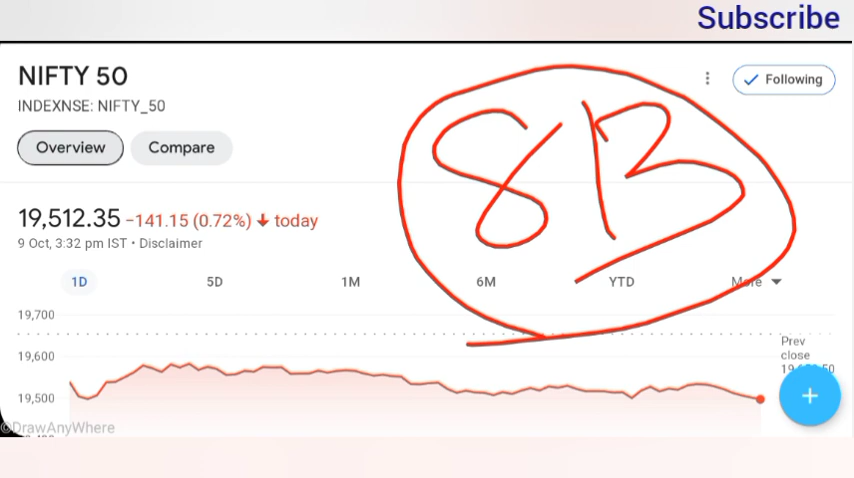 Subscribe
NIFTY 50
Following
INDEXNSE: NIFTY_50
Overview
Compare
8B
19,512.35 -141.15 (0.72%) ↓ today
9 Oct, 3:32 pm IST • Disclaimer
1D
5D
1M
6M
YTD
More
19,700
19,600
19,500
Prev
close
+
©DrawAnyWhere